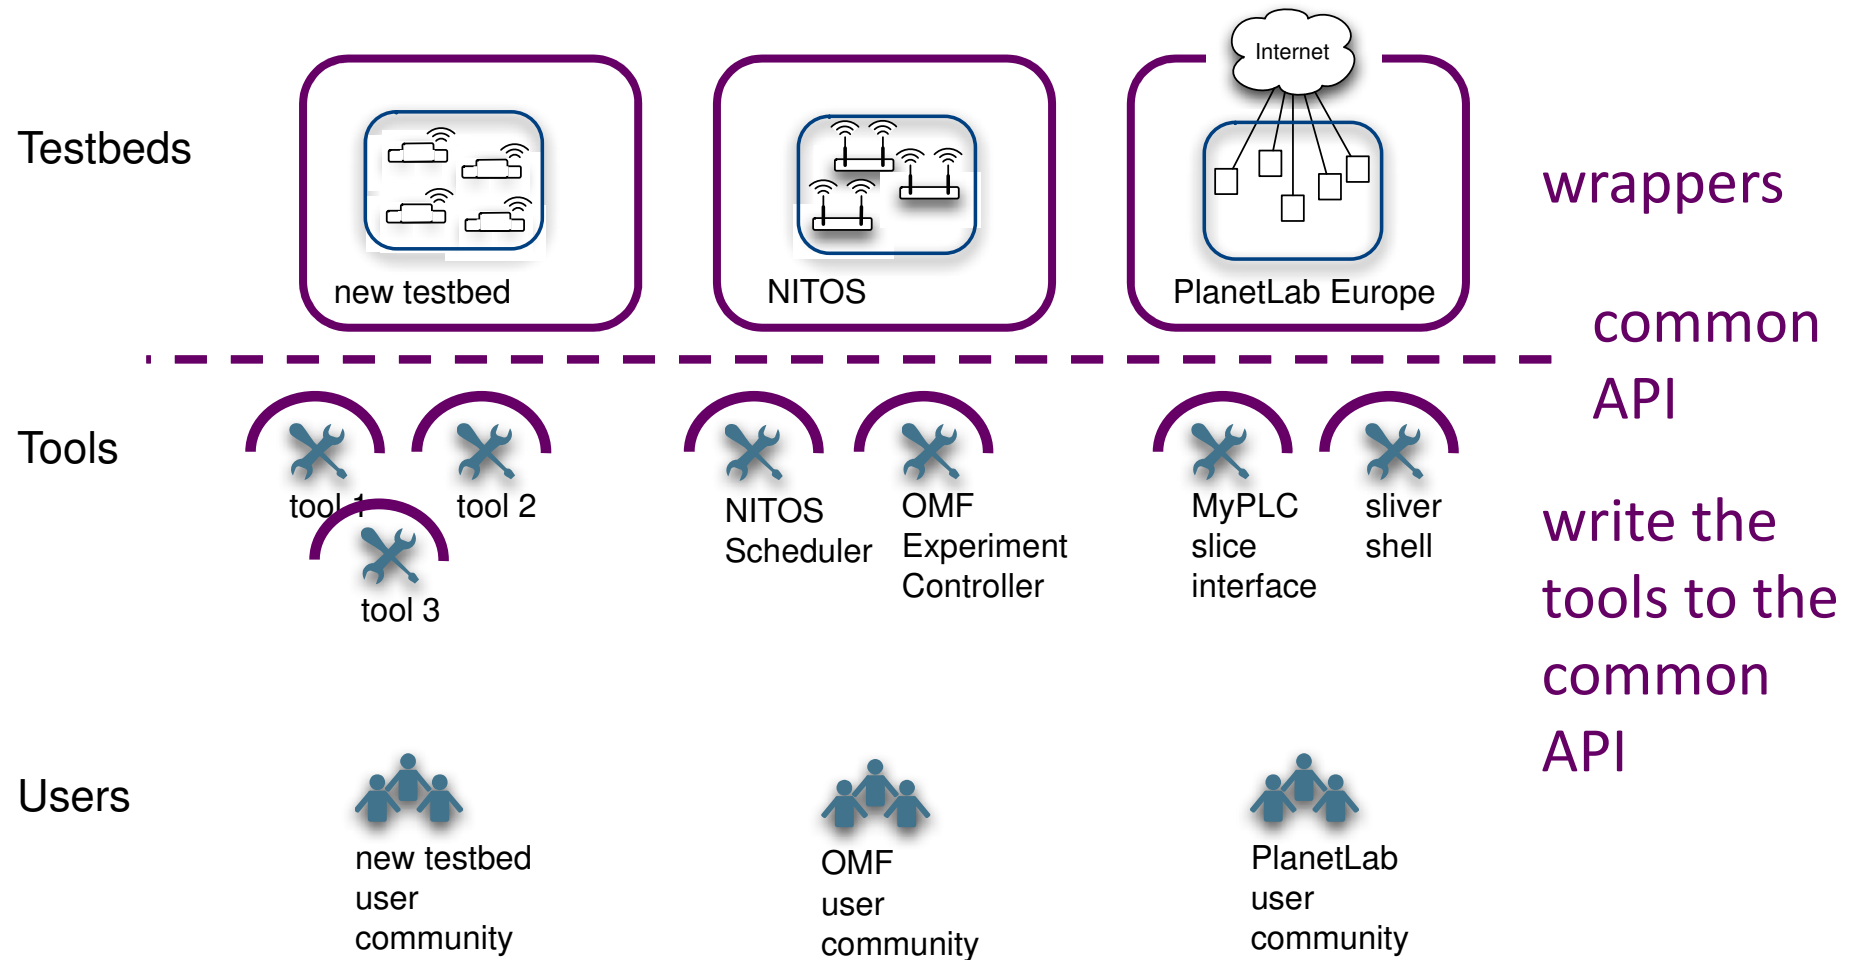 Internet
Testbeds
new testbed
NITOS
PlanetLab Europe
wrappers
common
API
Tools
tool 1
tool 2
tool 3
NITOS
Scheduler
OMF
Experiment
Controller
MyPLC
slice
interface
sliver
shell
write the
tools to the
common
API
Users
new testbed
user
community
OMF
user
community
PlanetLab
user
community